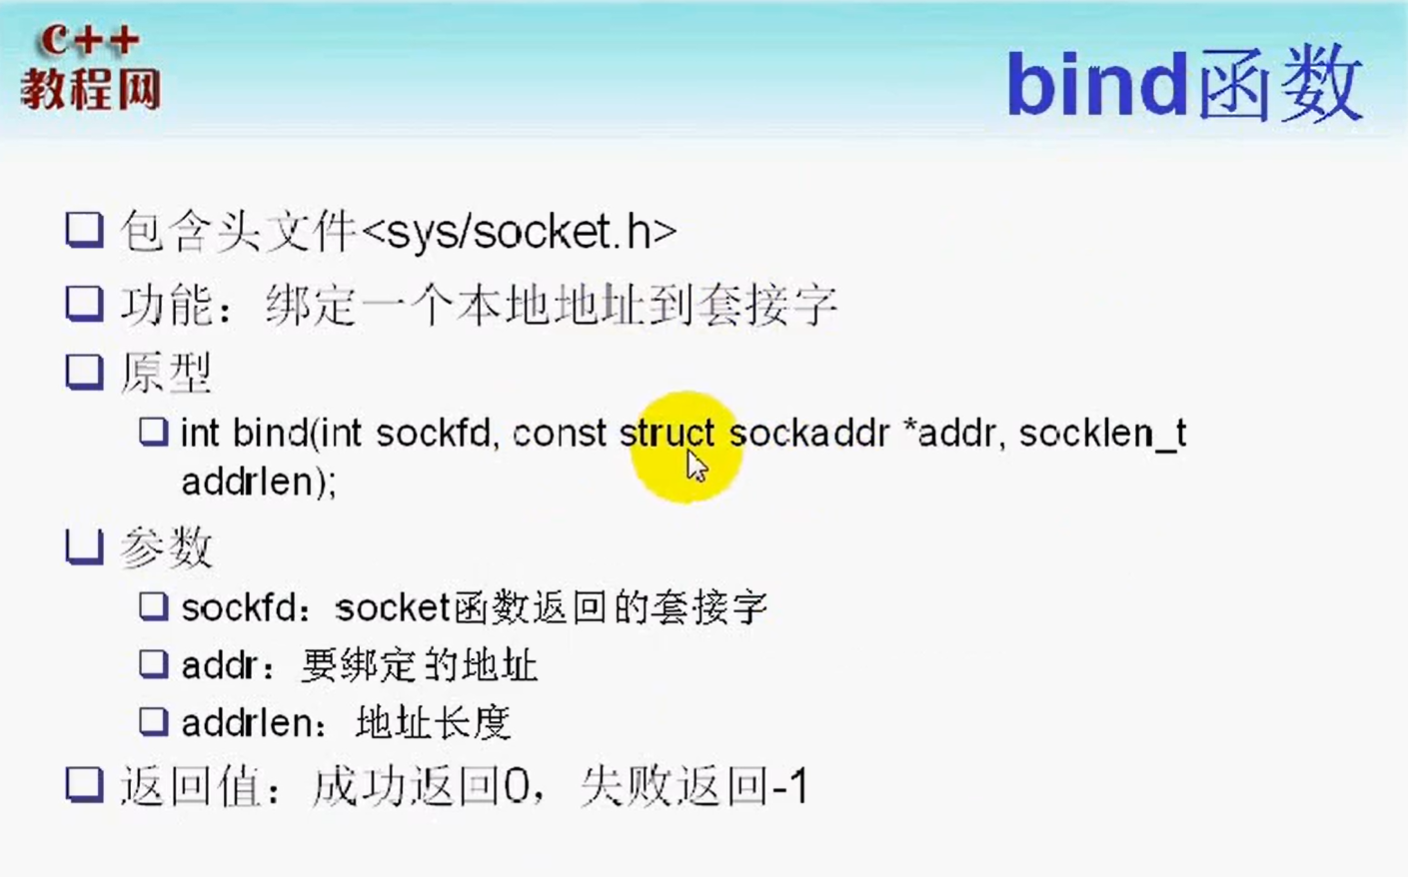 c++
教程网
bind函数
包含头文件<sys/socket.h>
功能：绑定一个本地地址到套接字
原型
int bind(int sockfd, const struct sockaddr *addr, socklen_t
addrlen);
参数
sockfd：socket函数返回的套接字
addr：要绑定的地址
addrlen：地址长度
返回值：成功返回0，失败返回-1